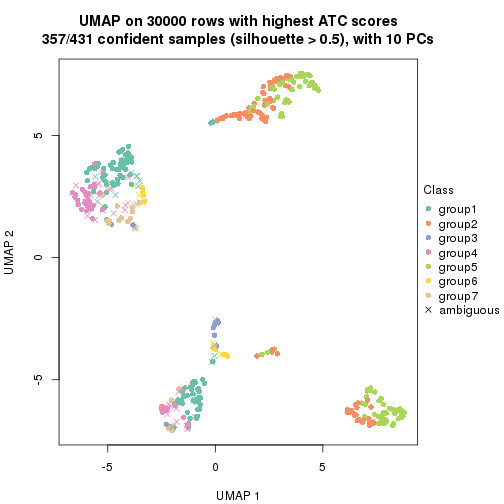 UMAP on 30000 rows with highest ATC scores
357/431 confident samples (silhouette > 0.5), with 10 PCs
UMAP 2
5
0
-5
-5
0
5
UMAP 1
Class
group1
group2
group3
group4
group5
group6
group7
ambiguous